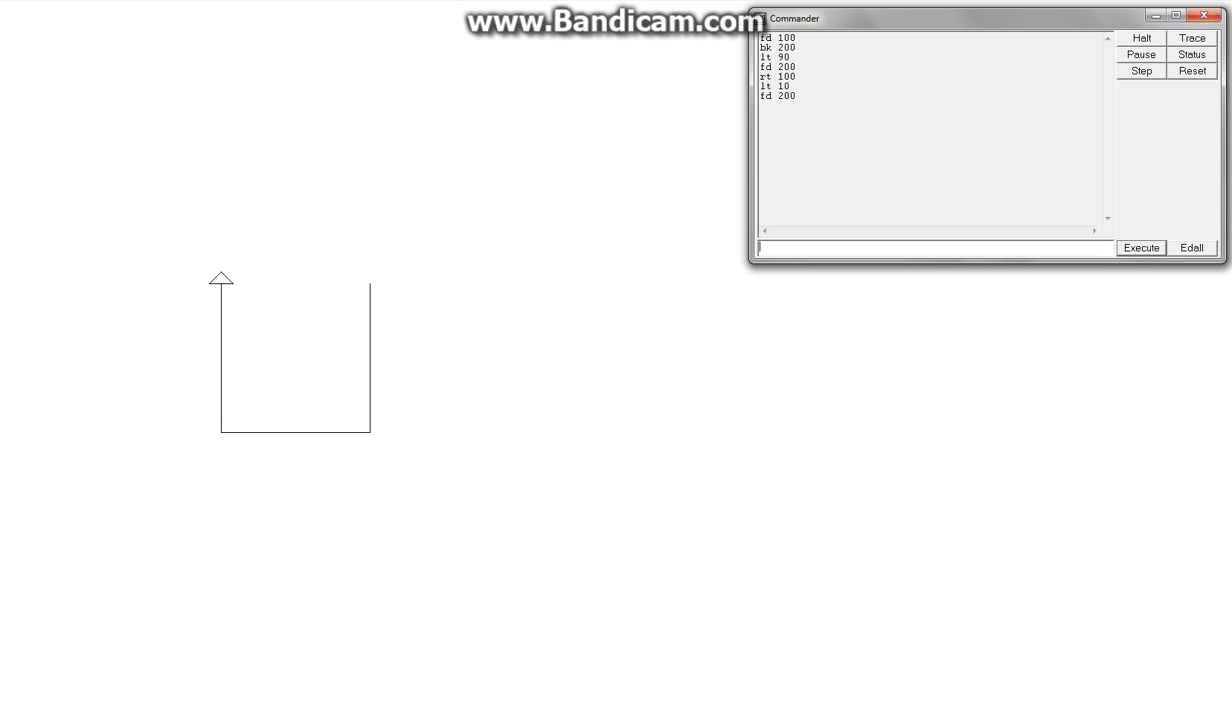 www.Bandicam.com
Commander
fd 100
bk 200
lt 90
fd 200
rt 100
lt 10
fd 200
Halt
Trace
Pause
Status
Step
Reset
Execute
Edall